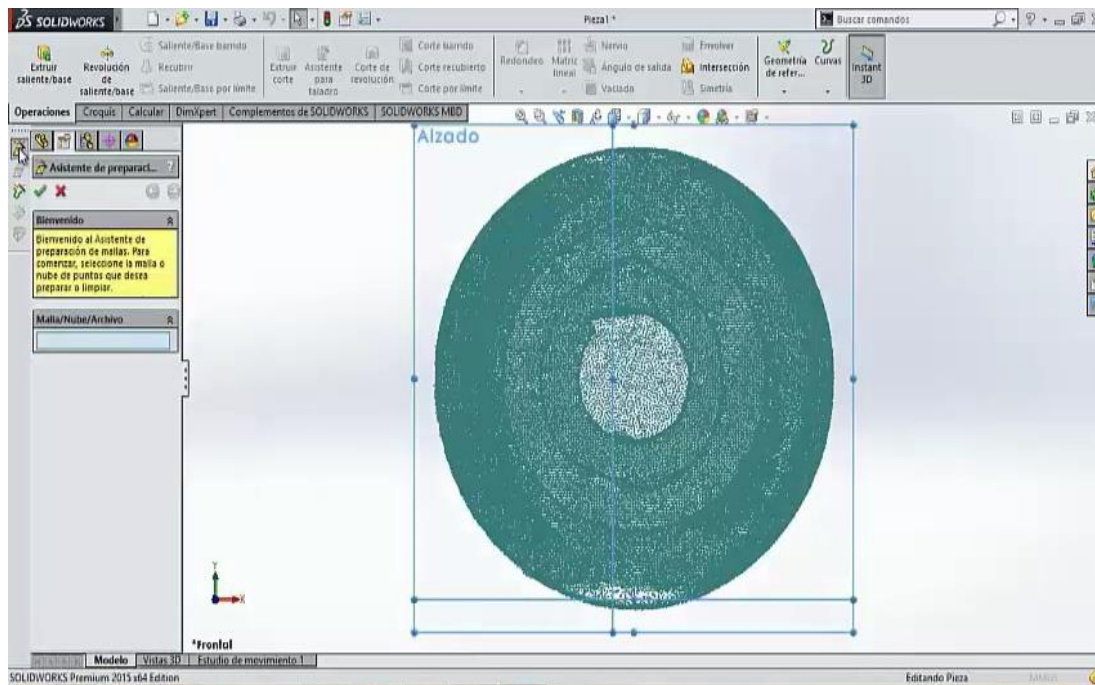 SOLIDWORKS
Pieza1 *
Buscar comandos
Extruir saliente/base
Revolución de saliente/base
Saliente/Base barrido
Recubrir
Saliente/Base por límite
Extruir corte
Asistente para taladro
Corte de revolución
Corte barrido
Corte recubierto
Corte por límite
Redondeo
Matriz lineal
Nervio
Ángulo de salida
Vaciado
Envolver
Intersección
Simetría
Geometría de refer...
Curvas
Instant 3D
Operaciones
Croquis
Calcular
DimXpert
Complementos de SOLIDWORKS
SOLIDWORKS MBD
Asistente de preparaci...
?
Bienvenido
Bienvenido al Asistente de
preparación de mallas. Para
comenzar, seleccione la malla o
nube de puntos que desea
preparar o limpiar.
Malla/Nube/Archivo
Alzado
Y
X
*Frontal
Modelo
Vistas 3D
Estudio de movimiento 1
SOLIDWORKS Premium 2015 x64 Edition
Editando Pieza